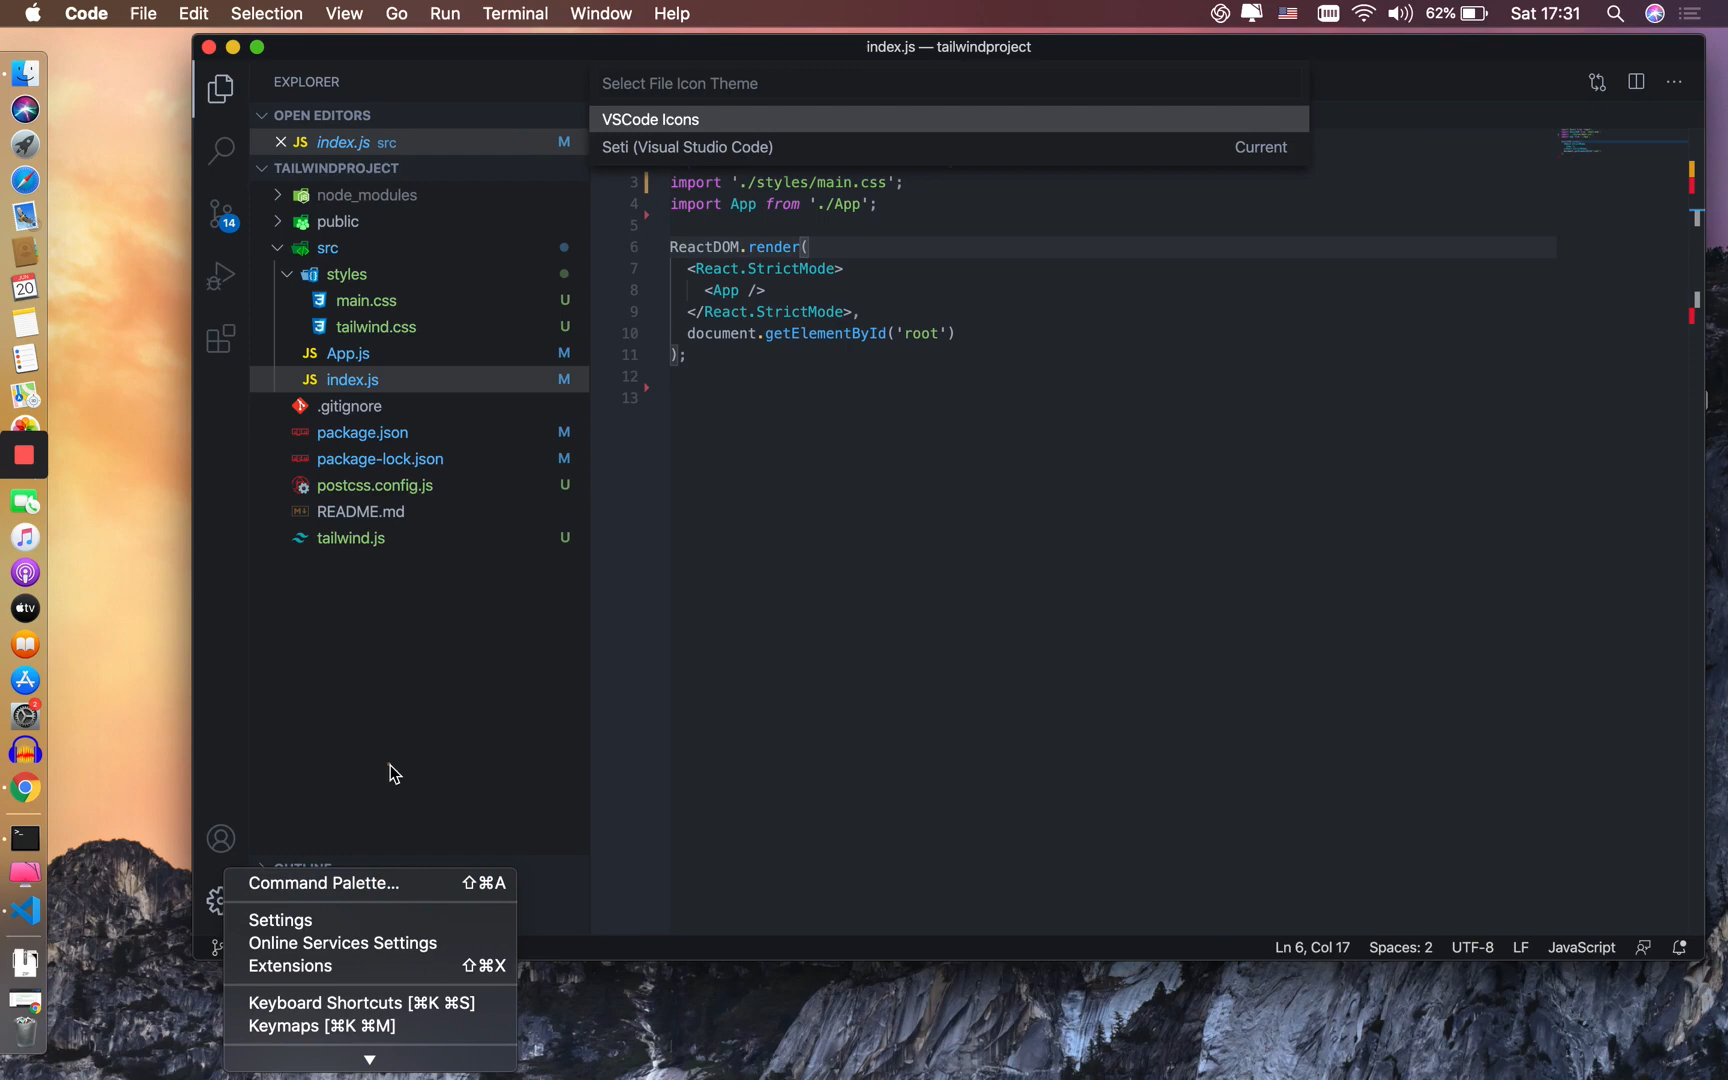 Code File Edit Selection View Go Run Terminal Window Help 62% Sat 17:31
index.js — tailwindproject
EXPLORER
Select File Icon Theme
OPEN EDITORS
VSCode Icons
JS index.js src M
Seti (Visual Studio Code) Current
TAILWINDPROJECT
node_modules
public
14
src
styles
main.css U
tailwind.css U
JS App.js M
JS index.js M
.gitignore
package.json M
package-lock.json M
postcss.config.js U
README.md
tailwind.js U
3 import './styles/main.css';
4 import App from './App';
5
6 ReactDOM.render(
7 <React.StrictMode>
8 <App />
9 </React.StrictMode>,
10 document.getElementById('root')
11 );
12
13
JUN
20
tv
2
Command Palette... ⇧⌘A
Settings
Online Services Settings
Extensions ⇧⌘X
Keyboard Shortcuts [⌘K ⌘S]
Keymaps [⌘K ⌘M]
Ln 6, Col 17 Spaces: 2 UTF-8 LF JavaScript